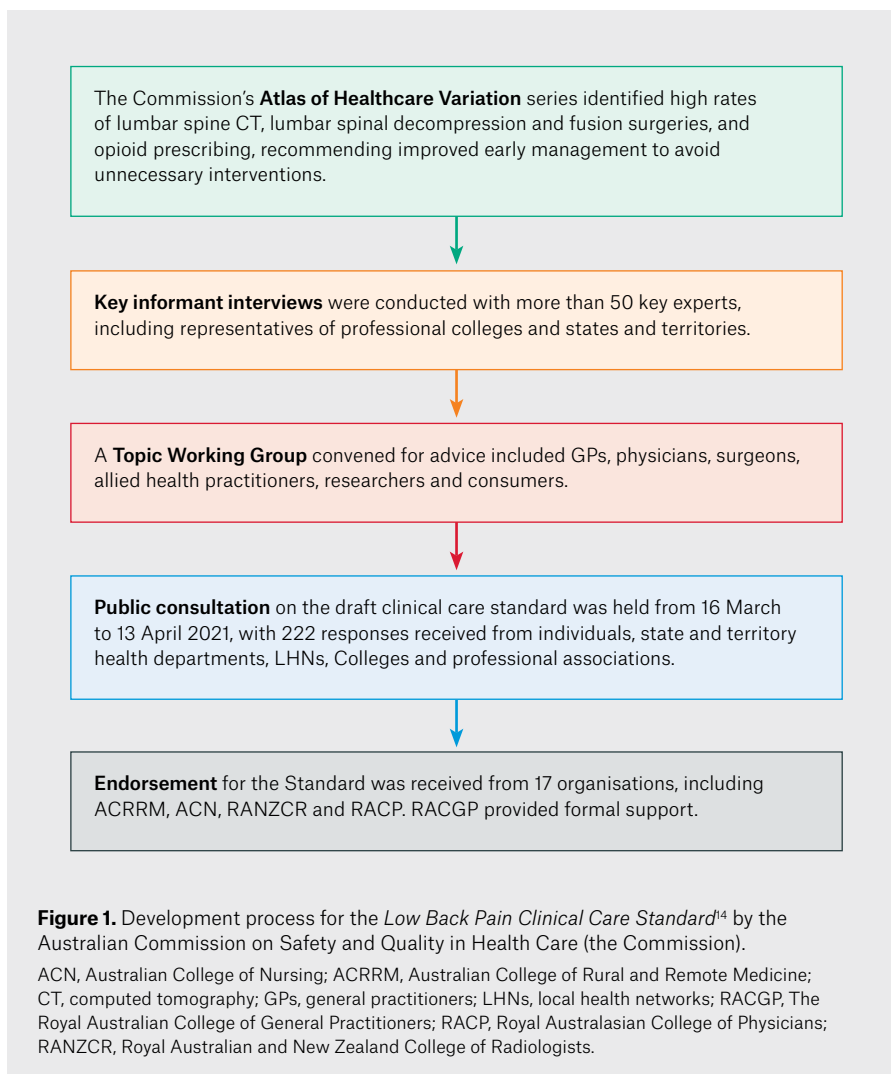 The Commission's Atlas of Healthcare Variation series identified high rates
of lumbar spine CT, lumbar spinal decompression and fusion surgeries, and
opioid prescribing, recommending improved early management to avoid
unnecessary interventions.
Key informant interviews were conducted with more than 50 key experts,
including representatives of professional colleges and states and territories.
A Topic Working Group convened for advice included GPs, physicians, surgeons,
allied health practitioners, researchers and consumers.
Public consultation on the draft clinical care standard was held from 16 March
to 13 April 2021, with 222 responses received from individuals, state and territory
health departments, LHNs, Colleges and professional associations.
Endorsement for the Standard was received from 17 organisations, including
ACRRM, ACN, RANZCR and RACP. RACGP provided formal support.
Figure 1. Development process for the Low Back Pain Clinical Care Standard¹⁴ by the
Australian Commission on Safety and Quality in Health Care (the Commission).
ACN, Australian College of Nursing; ACRRM, Australian College of Rural and Remote Medicine;
CT, computed tomography; GPs, general practitioners; LHNs, local health networks; RACGP, The
Royal Australian College of General Practitioners; RACP, Royal Australasian College of Physicians;
RANZCR, Royal Australian and New Zealand College of Radiologists.